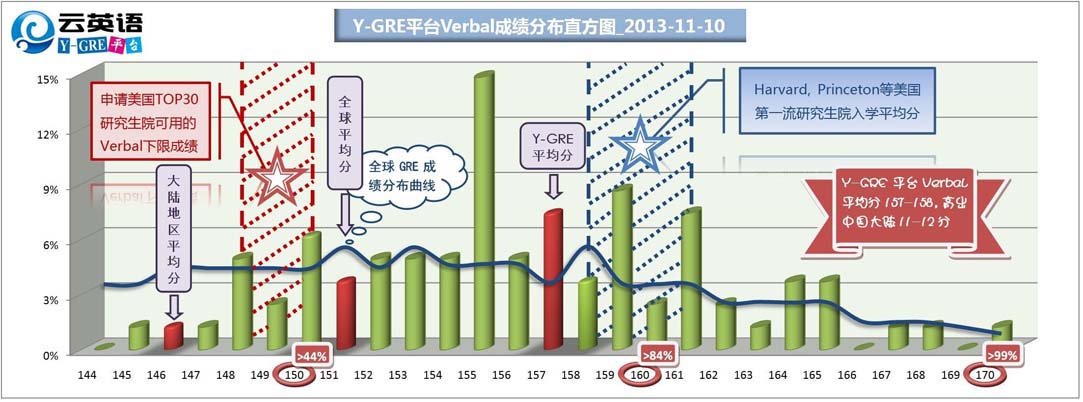 云英语
Y-GRE平台
Y-GRE平台Verbal成绩分布直方图_2013-11-10
15%
12%
9%
6%
3%
0%
申请美国TOP30
研究生院可用的
Verbal下限成绩
大陆地区平均分
全球平均分
全球 GRE 成
绩分布曲线
Y-GRE
平均分
Harvard, Princeton等美国
第一流研究生院入学平均分
Y-GRE 平台 Verbal
平均分 157-158, 高出
中国大陆 11-12 分
>44%
>84%
>99%
144 145 146 147 148 149 150 151 152 153 154 155 156 157 158 159 160 161 162 163 164 165 166 167 168 169 170